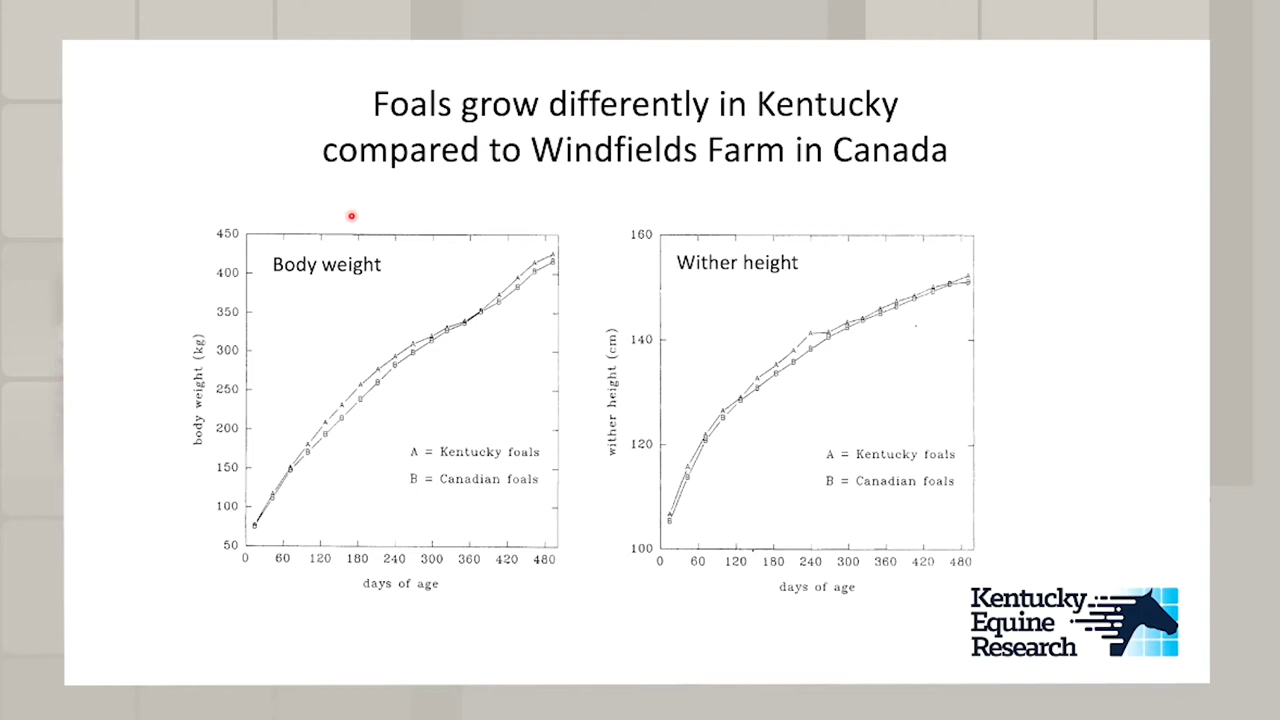 Foals grow differently in Kentucky
compared to Windfields Farm in Canada
Body weight
450
400
350
300
250
200
150
100
50
body weight (kg)
A = Kentucky foals
B = Canadian foals
0 60 120 180 240 300 360 420 480
days of age
Wither height
160
140
120
100
wither height (cm)
A = Kentucky foals
B = Canadian foals
0 60 120 180 240 300 360 420 480
days of age
Kentucky
Equine
Research